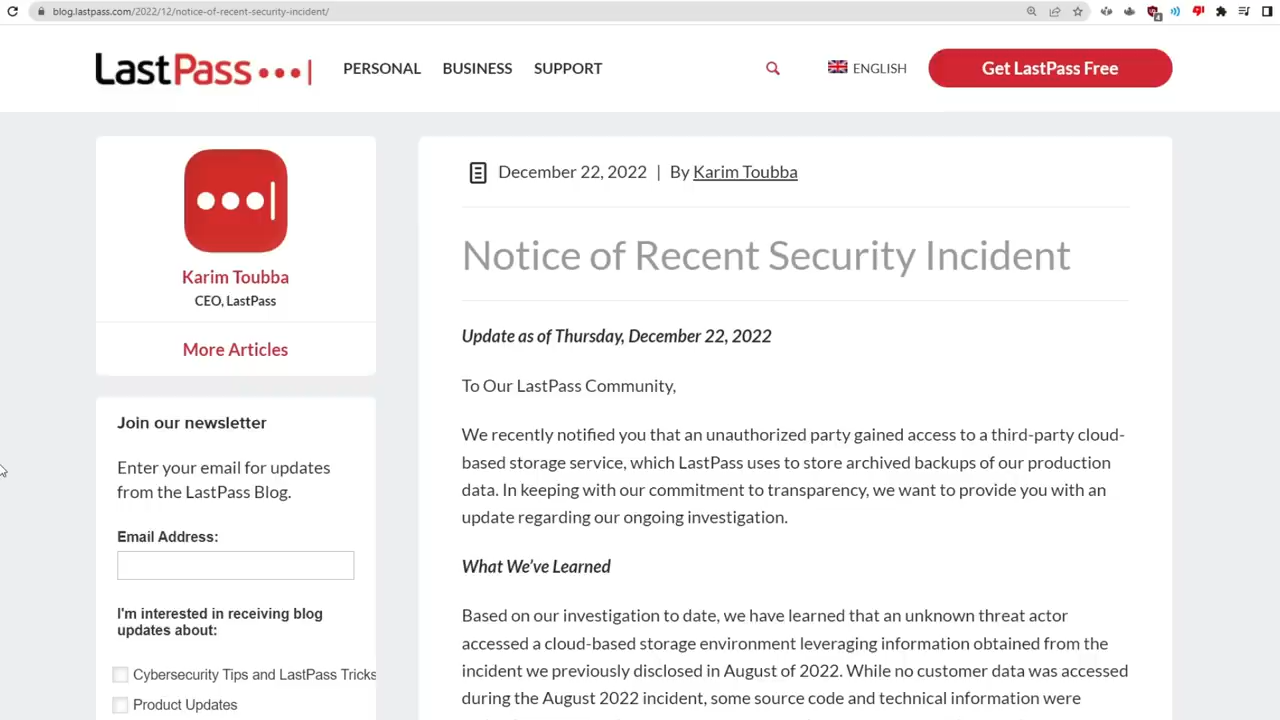 blog.lastpass.com/2022/12/notice-of-recent-security-incident/
4
LastPass
PERSONAL
BUSINESS
SUPPORT
ENGLISH
Get LastPass Free
Karim Toubba
CEO, LastPass
More Articles
Join our newsletter
Enter your email for updates
from the LastPass Blog.
Email Address:
I'm interested in receiving blog
updates about:
Cybersecurity Tips and LastPass Tricks
Product Updates
December 22, 2022 | By Karim Toubba
Notice of Recent Security Incident
Update as of Thursday, December 22, 2022
To Our LastPass Community,
We recently notified you that an unauthorized party gained access to a third-party cloud-
based storage service, which LastPass uses to store archived backups of our production
data. In keeping with our commitment to transparency, we want to provide you with an
update regarding our ongoing investigation.
What We've Learned
Based on our investigation to date, we have learned that an unknown threat actor
accessed a cloud-based storage environment leveraging information obtained from the
incident we previously disclosed in August of 2022. While no customer data was accessed
during the August 2022 incident, some source code and technical information were